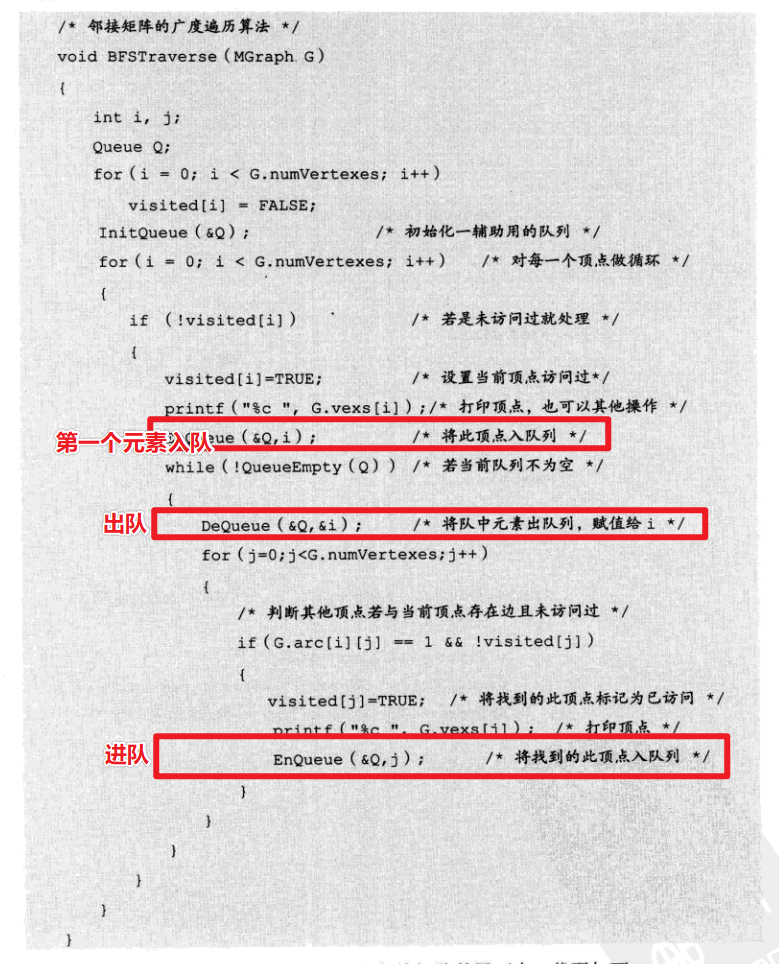 /* 邻接矩阵的广度遍历算法 */
void BFSTraverse(MGraph G)
{
int i, j;
Queue Q;
for(i = 0; i < G.numVertexes; i++)
visited[i] = FALSE;
InitQueue(&Q); /* 初始化一辅助用的队列 */
for(i = 0; i < G.numVertexes; i++) /* 对每一个顶点做循环 */
{
if (!visited[i]) /* 若是未访问过就处理 */
{
visited[i]=TRUE; /* 设置当前顶点访问过*/
printf("%c ", G.vexs[i]);/* 打印顶点，也可以其他操作 */
第一个元素入队 ueue(&Q,i); /* 将此顶点入队列 */
while(!QueueEmpty(Q)) /* 若当前队列不为空 */
{
出队 DeQueue(&Q,&i); /* 将队中元素出队列，赋值给 i */
for(j=0;j<G.numVertexes;j++)
{
/* 判断其他顶点若与当前顶点存在边且未访问过 */
if(G.arc[i][j] == 1 && !visited[j])
{
visited[j]=TRUE; /* 将找到的此顶点标记为已访问 */
printf("%c ", G.vexs[j]); /* 打印顶点 */
进队 EnQueue(&Q,j); /* 将找到的此顶点入队列 */
}
}
}
}
}
}